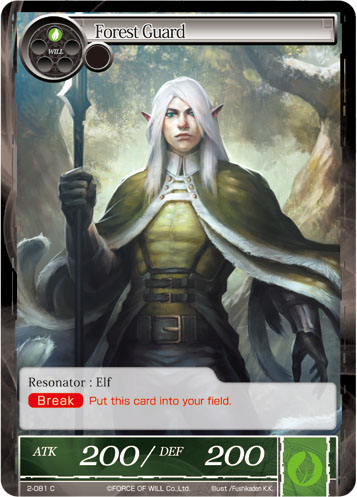 Forest Guard
WILL
Resonator : Elf
Break Put this card into your field.
ATK 200 / DEF 200
2-081 C ©FORCE OF WILL Co.,Ltd. Illust./Fushikaden K.K.